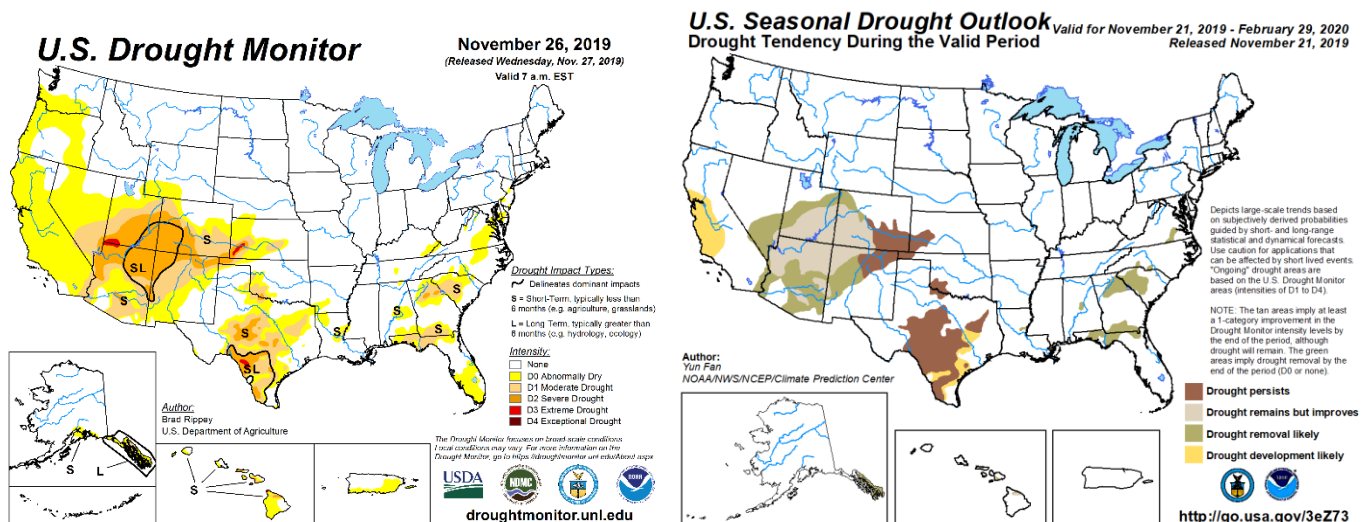 U.S. Drought Monitor
November 26, 2019
(Released Wednesday, Nov. 27, 2019)
Valid 7 a.m. EST
S
SL
S
S
SL
S
S
S
S
S
Drought Impact Types:
Delineates dominant impacts
S = Short-Term, typically less than
6 months (e.g. agriculture, grasslands)
L = Long Term, typically greater than
6 months (e.g. hydrology, ecology)
Intensity:
None
D0 Abnormally Dry
D1 Moderate Drought
D2 Severe Drought
D3 Extreme Drought
D4 Exceptional Drought
Author:
Brad Rippey
U.S. Department of Agriculture
S
L
S
The Drought Monitor focuses on broad-scale conditions
Local conditions may vary. For more information on the
Drought Monitor, go to https://droughtmonitor.unl.edu/About.aspx
USDA
NDMC
NOAA
droughtmonitor.unl.edu
U.S. Seasonal Drought Outlook
Drought Tendency During the Valid Period
Valid for November 21, 2019 - February 29, 2020
Released November 21, 2019
Depicts large-scale trends based
on subjectively derived probabilities
guided by short- and long-range
statistical and dynamical forecasts.
Use caution for applications that
can be affected by short lived events.
"Ongoing" drought areas are
based on the U.S. Drought Monitor
areas (intensities of D1 to D4).
NOTE: The tan areas imply at least
a 1-category improvement in the
Drought Monitor intensity levels by
the end of the period, although
drought will remain. The green
areas imply drought removal by the
end of the period (D0 or none).
Author:
Yun Fan
NOAA/NWS/NCEP/Climate Prediction Center
Drought persists
Drought remains but improves
Drought removal likely
Drought development likely
http://go.usa.gov/3eZ73